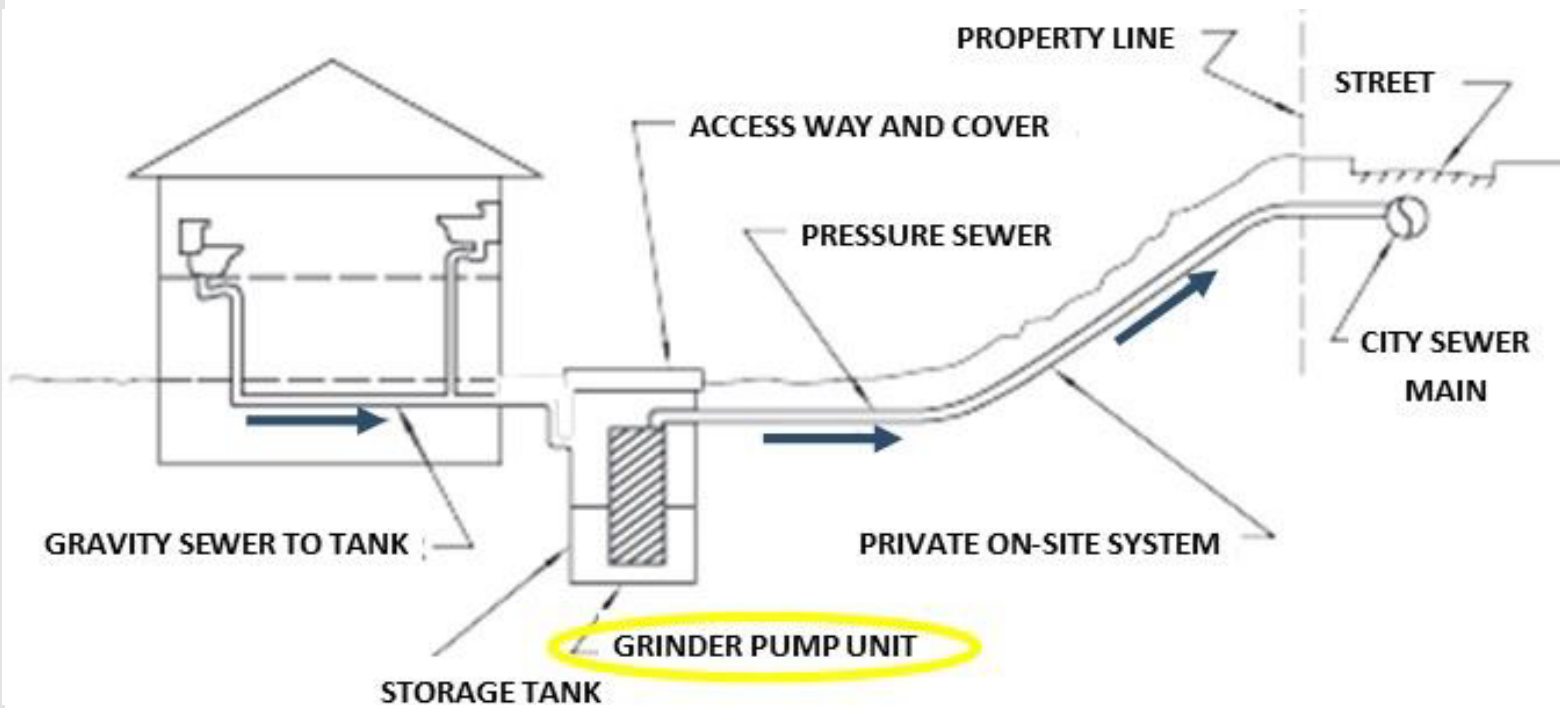 PROPERTY LINE
STREET
ACCESS WAY AND COVER
PRESSURE SEWER
CITY SEWER
MAIN
GRAVITY SEWER TO TANK
PRIVATE ON-SITE SYSTEM
GRINDER PUMP UNIT
STORAGE TANK